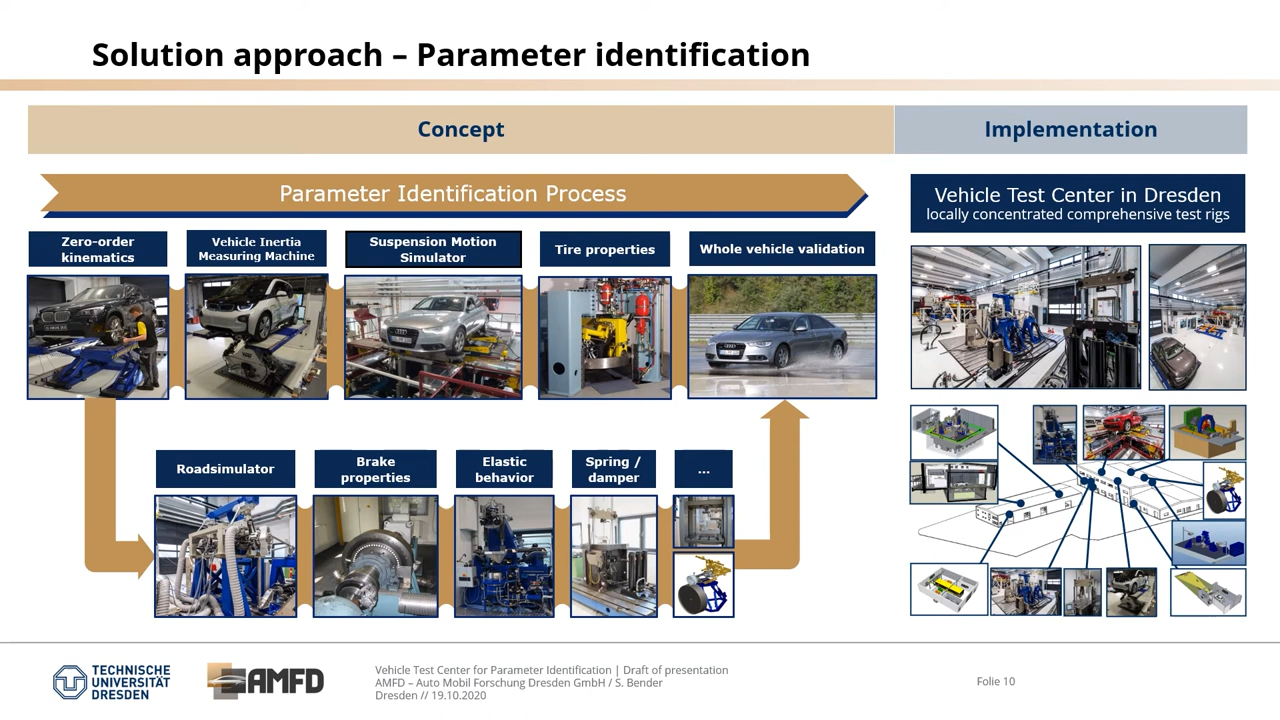 Solution approach – Parameter identification
Concept
Implementation
Parameter Identification Process
Vehicle Test Center in Dresden
locally concentrated comprehensive test rigs
Zero-order
kinematics
Vehicle Inertia
Measuring Machine
Suspension Motion
Simulator
Tire properties
Whole vehicle validation
Roadsimulator
Brake
properties
Elastic
behavior
Spring /
damper
...
TECHNISCHE
UNIVERSITÄT
DRESDEN
AMFD
Vehicle Test Center for Parameter Identification | Draft of presentation
AMFD – Auto Mobil Forschung Dresden GmbH / S. Bender
Dresden // 19.10.2020
Folie 10